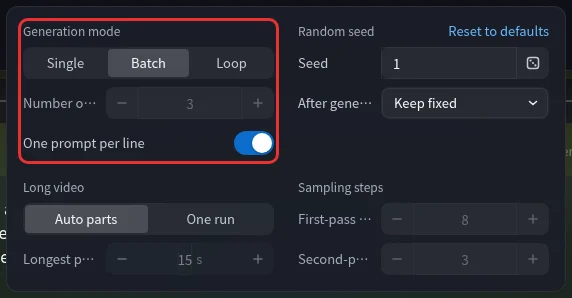 Generation mode
Single
Batch
Loop
Number o...
− 3 +
One prompt per line
Random seed
Reset to defaults
Seed
1
After gene...
Keep fixed
Long video
Auto parts
One run
Longest p...
− 15 s +
Sampling steps
First-pass ...
− 8 +
Second-p...
− 3 +